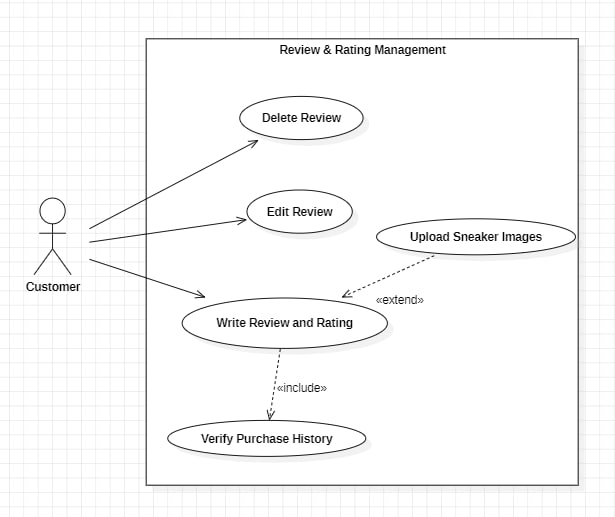 Review & Rating Management
Delete Review
Edit Review
Upload Sneaker Images
Customer
«extend»
Write Review and Rating
«include»
Verify Purchase History